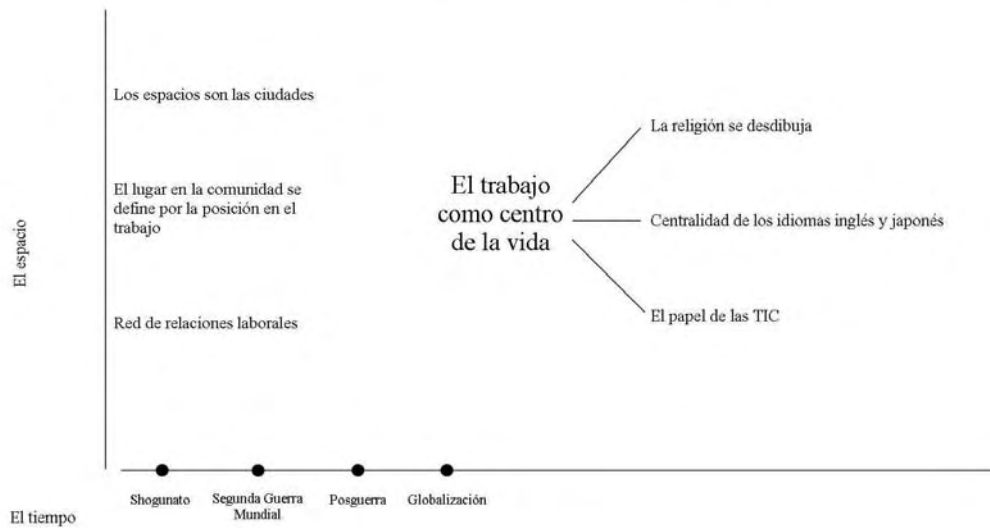 Los espacios son las ciudades
El lugar en la comunidad se
define por la posición en el
trabajo
Red de relaciones laborales
El espacio
El trabajo
como centro
de la vida
La religión se desdibuja
Centralidad de los idiomas inglés y japonés
El papel de las TIC
Shogunato
Segunda Guerra
Mundial
Posguerra
Globalización
El tiempo